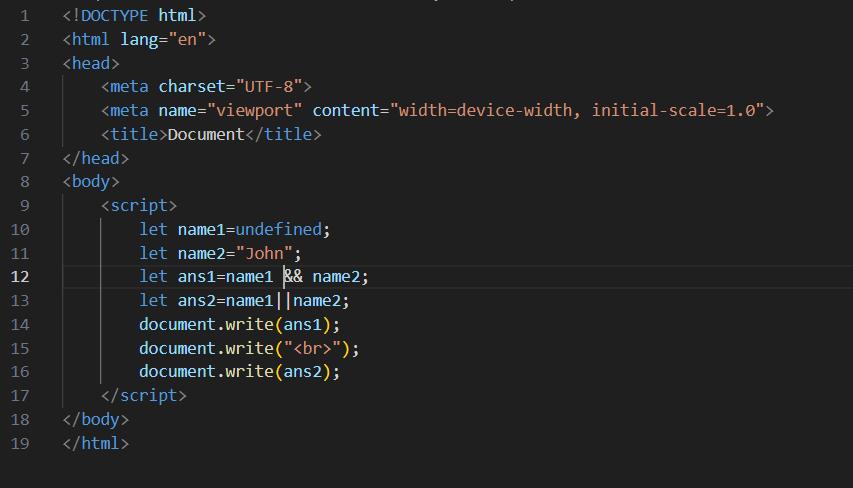 1 <!DOCTYPE html>
2 <html lang="en">
3 <head>
4     <meta charset="UTF-8">
5     <meta name="viewport" content="width=device-width, initial-scale=1.0">
6     <title>Document</title>
7 </head>
8 <body>
9     <script>
10         let name1=undefined;
11         let name2="John";
12         let ans1=name1 && name2;
13         let ans2=name1||name2;
14         document.write(ans1);
15         document.write("<br>");
16         document.write(ans2);
17     </script>
18 </body>
19 </html>